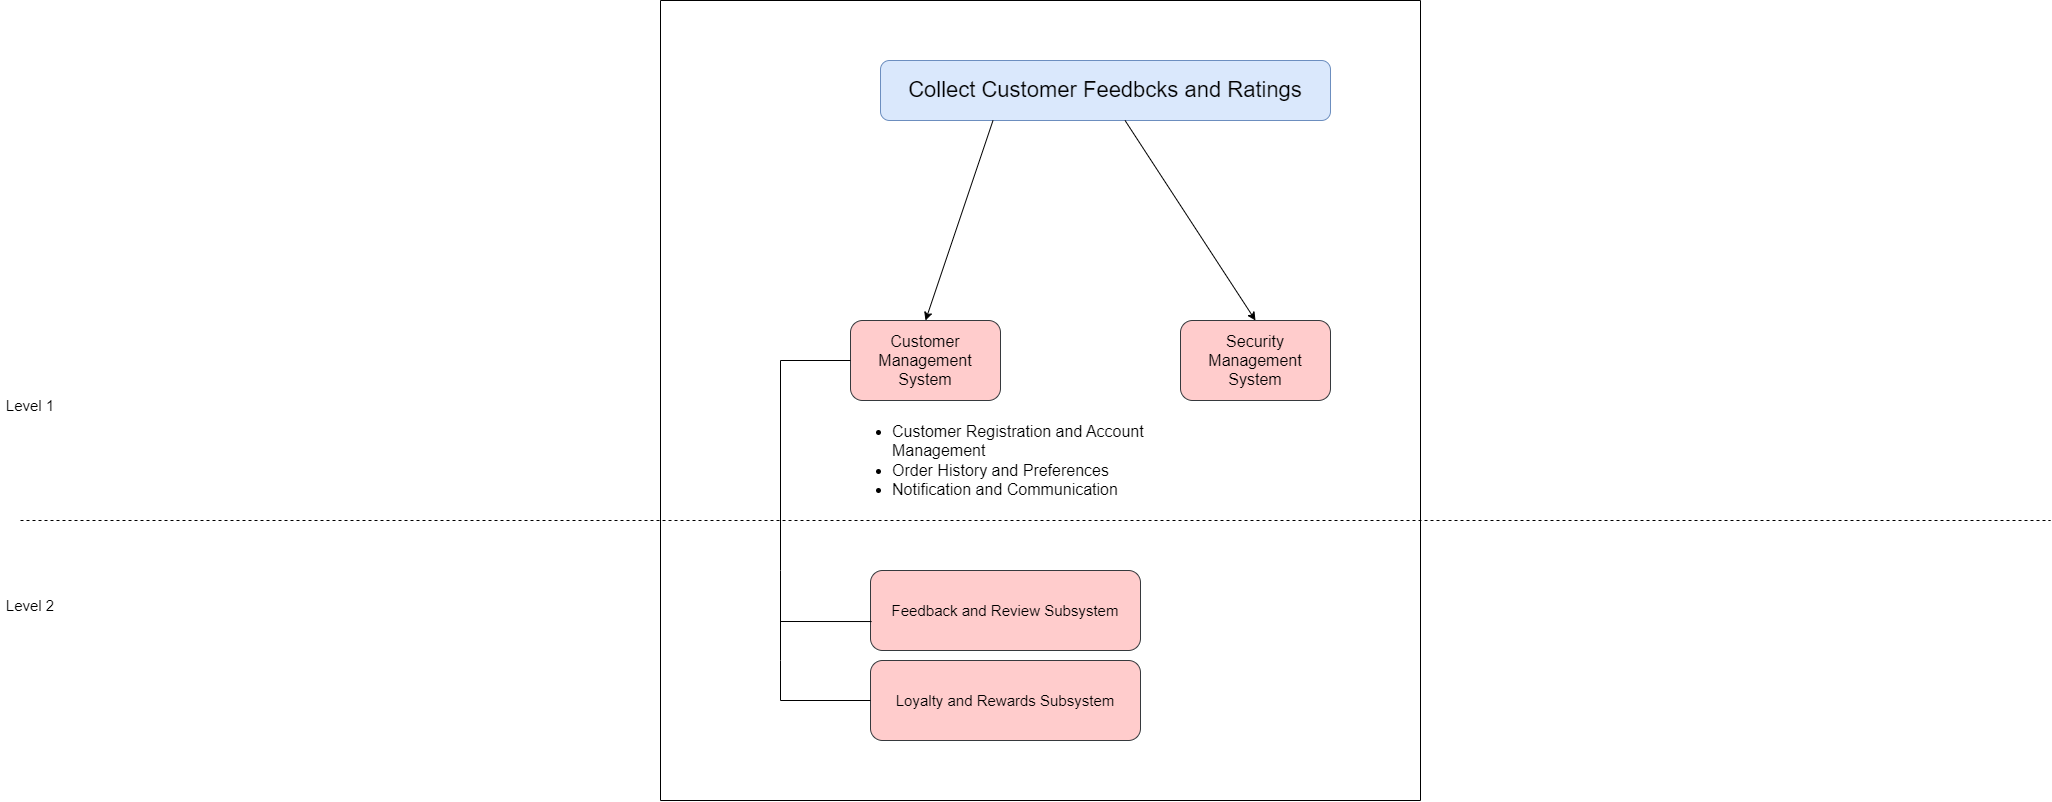 Collect Customer Feedbcks and Ratings
Customer
Management
System
Security
Management
System
Level 1
• Customer Registration and Account
Management
• Order History and Preferences
• Notification and Communication
Level 2
Feedback and Review Subsystem
Loyalty and Rewards Subsystem